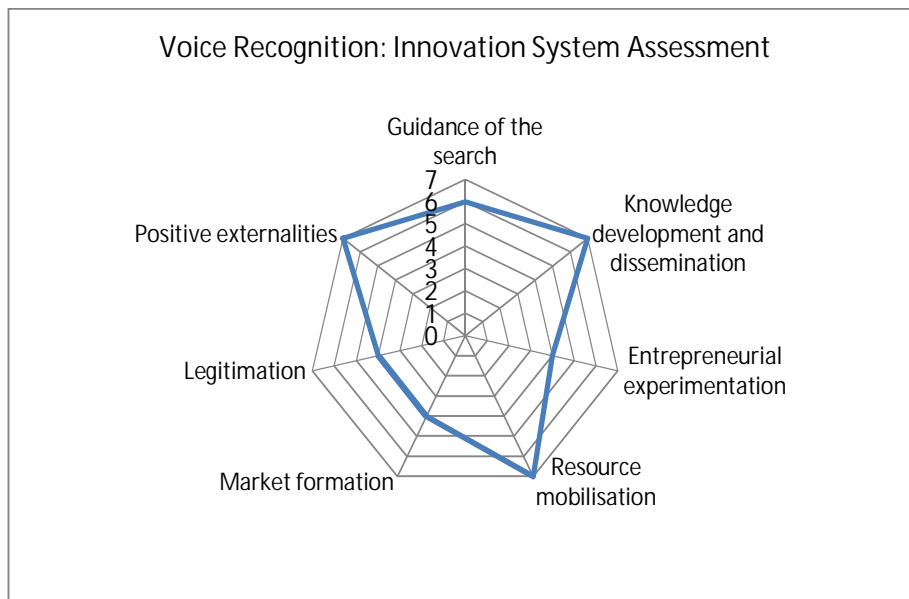 Voice Recognition: Innovation System Assessment
Guidance of the
search
7
6
5
4
3
2
1
0
Knowledge
development and
dissemination
Entrepreneurial
experimentation
Resource
mobilisation
Market formation
Legitimation
Positive externalities